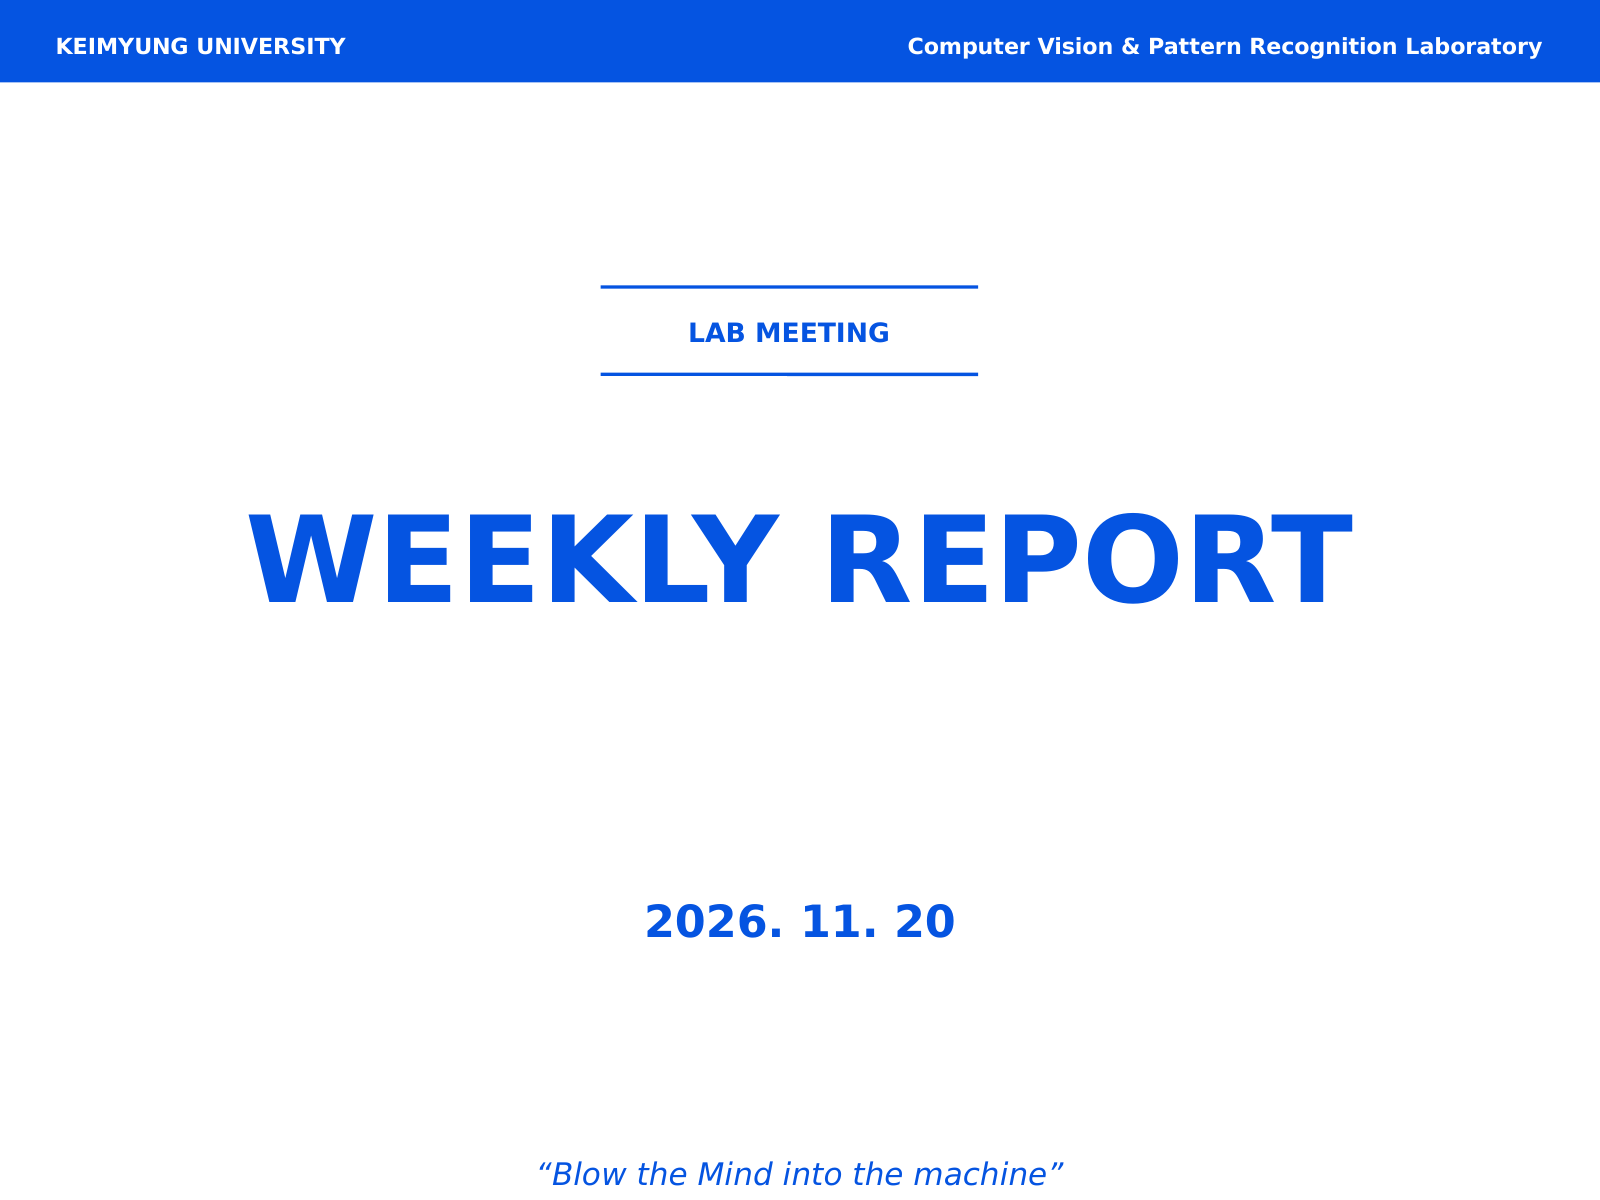 KEIMYUNG UNIVERSITY
Computer Vision & Pattern Recognition Laboratory
LAB MEETING
WEEKLY REPORT
2026. 11. 20
“Blow the Mind into the machine”